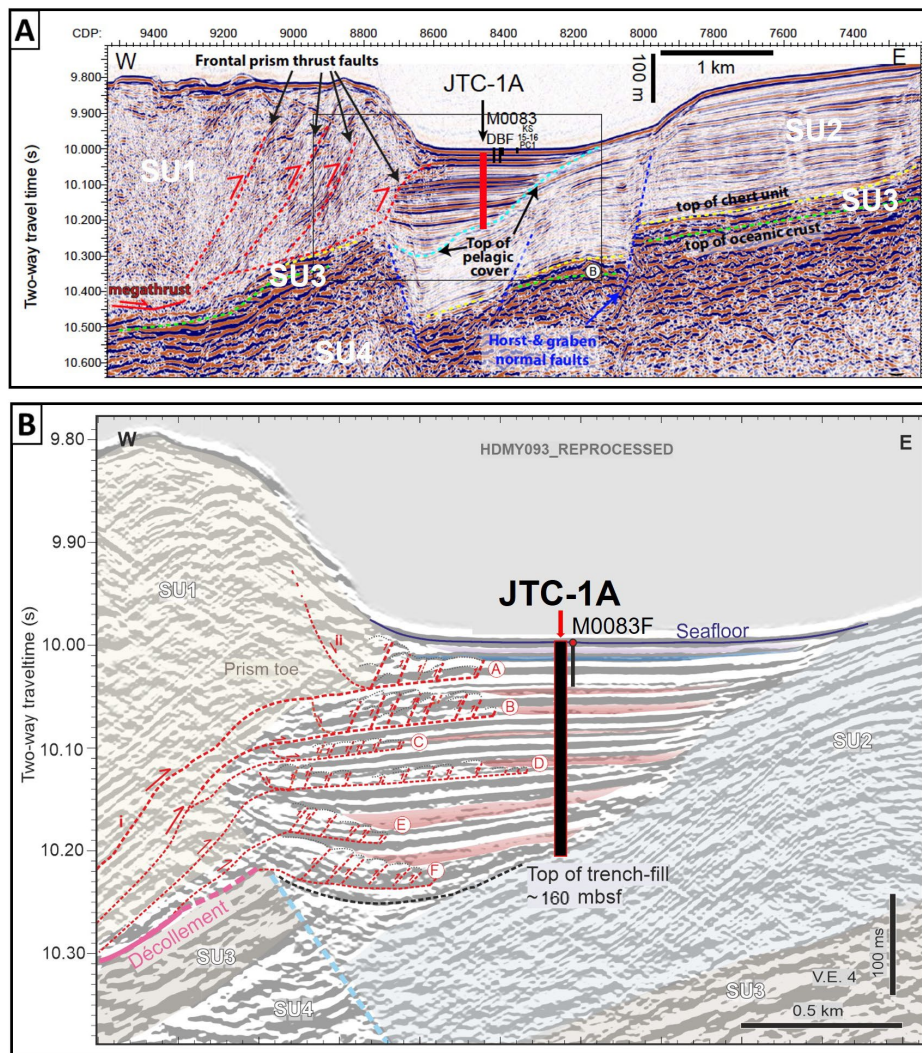 A
CDP: 9400 9200 9000 8800 8600 8400 8200 8000 7800 7600 7400
W
E
Frontal prism thrust faults
100 m
1 km
JTC-1A
M0083
DBF
KS
15-16
PC1
Two-way travel time (s)
9.800
9.900
10.000
10.100
10.200
10.300
10.400
10.500
10.600
SU1
SU2
top of chert unit
SU3
top of oceanic crust
Top of
pelagic
cover
SU3
B
megathrust
SU4
Horst & graben
normal faults
B
W
E
HDMY093_REPROCESSED
Two-way traveltime (s)
9.80
9.90
10.00
10.10
10.20
10.30
JTC-1A
M0083F
Seafloor
SU1
ii
Prism toe
A
B
C
D
SU2
i
E
F
Top of trench-fill
~ 160 mbsf
Décollement
SU3
SU4
SU3
V.E. 4
100 ms
0.5 km